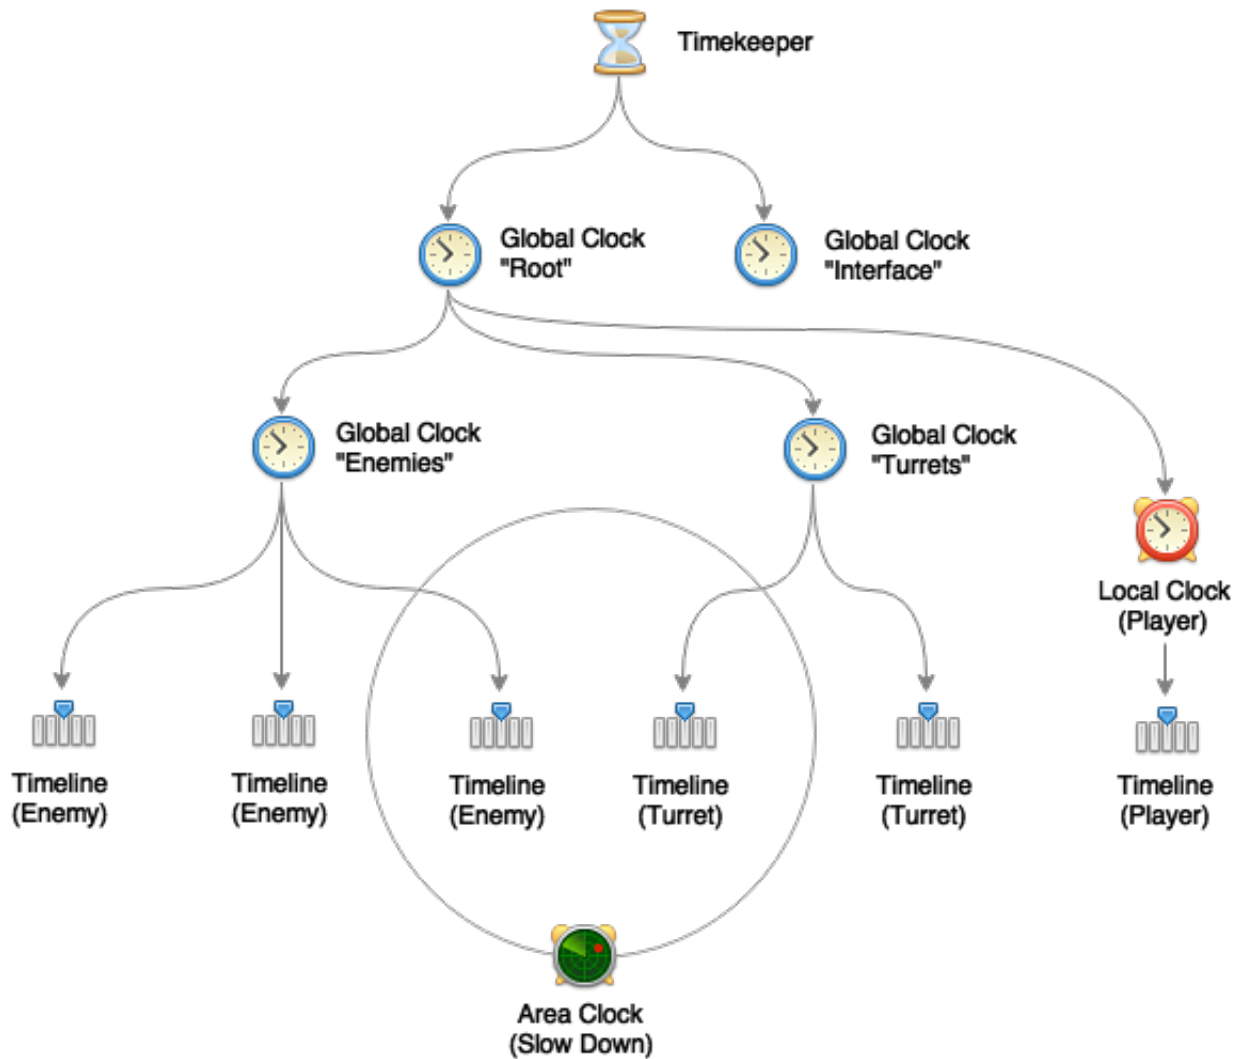 Timekeeper
Global Clock
"Root"
Global Clock
"Interface"
Global Clock
"Enemies"
Global Clock
"Turrets"
Local Clock
(Player)
Timeline
(Enemy)
Timeline
(Enemy)
Timeline
(Enemy)
Timeline
(Turret)
Timeline
(Turret)
Timeline
(Player)
Area Clock
(Slow Down)